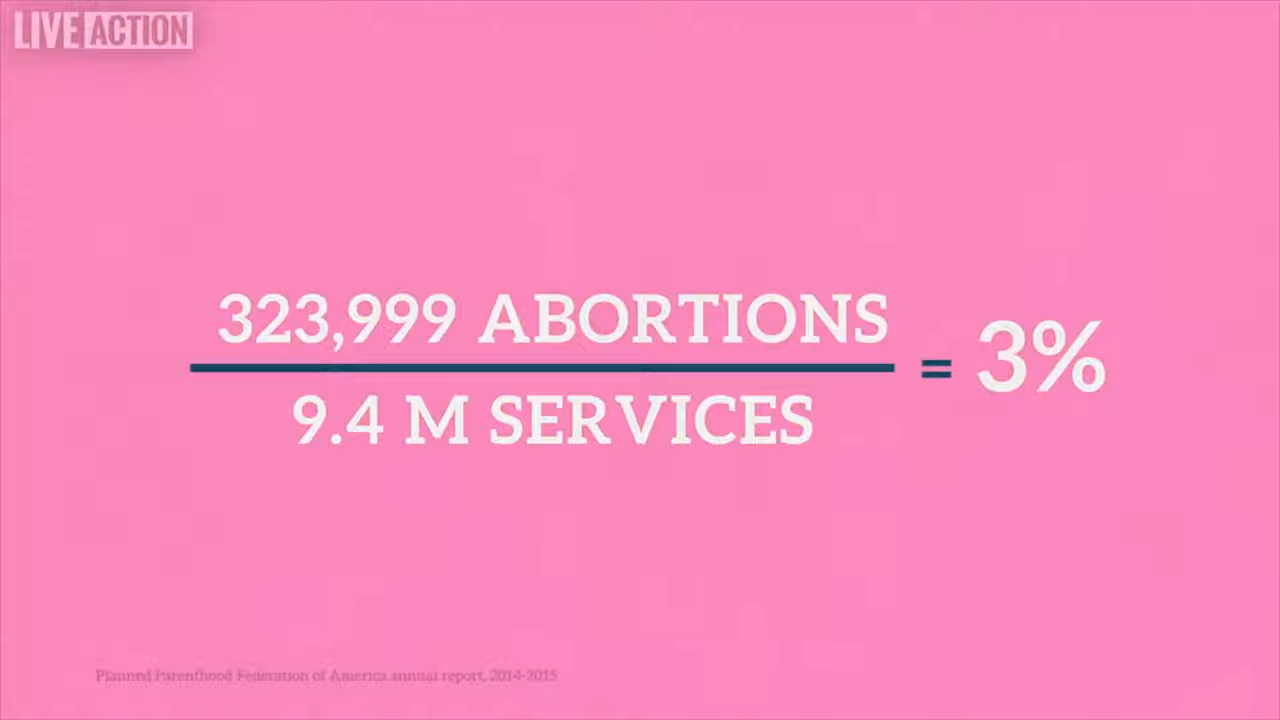 LIVE ACTION
323,999 ABORTIONS
= 3%
9.4 M SERVICES
Planned Parenthood Federation of America annual report, 2014-2015